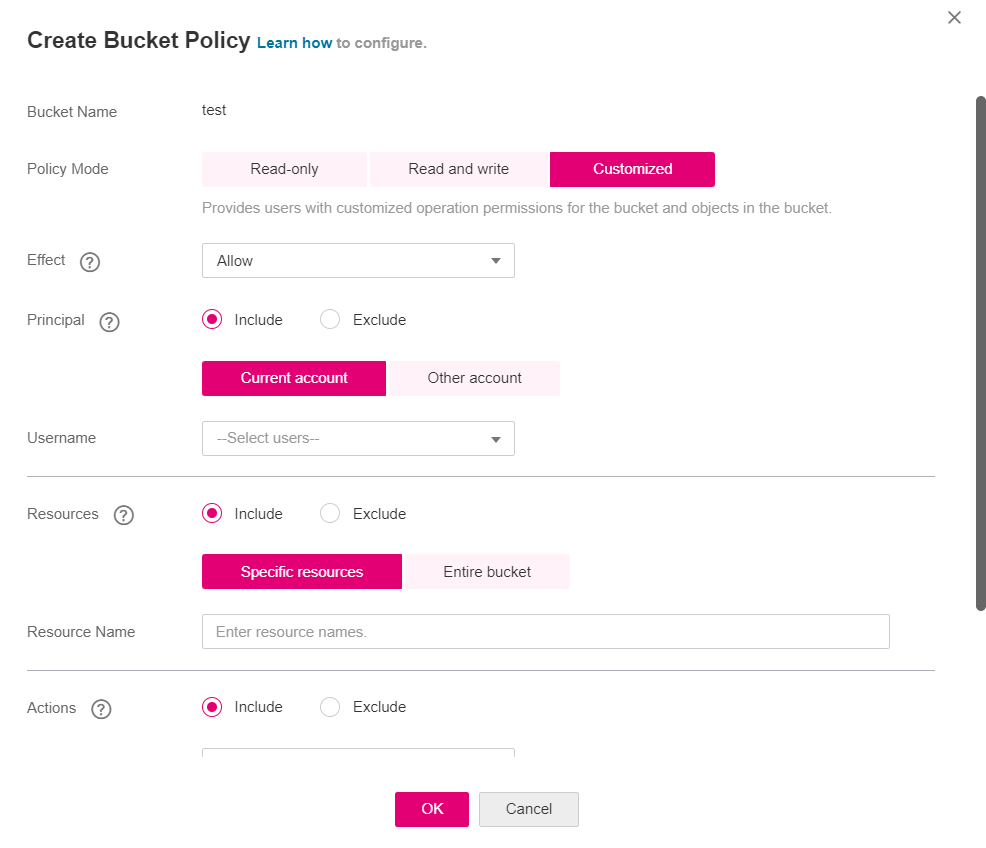 Create Bucket Policy Learn how to configure.
Bucket Name test
Policy Mode Read-only Read and write Customized
Provides users with customized operation permissions for the bucket and objects in the bucket.
Effect ? Allow
Principal ? Include Exclude
Current account Other account
Username --Select users--
Resources ? Include Exclude
Specific resources Entire bucket
Resource Name Enter resource names.
Actions ? Include Exclude
OK Cancel